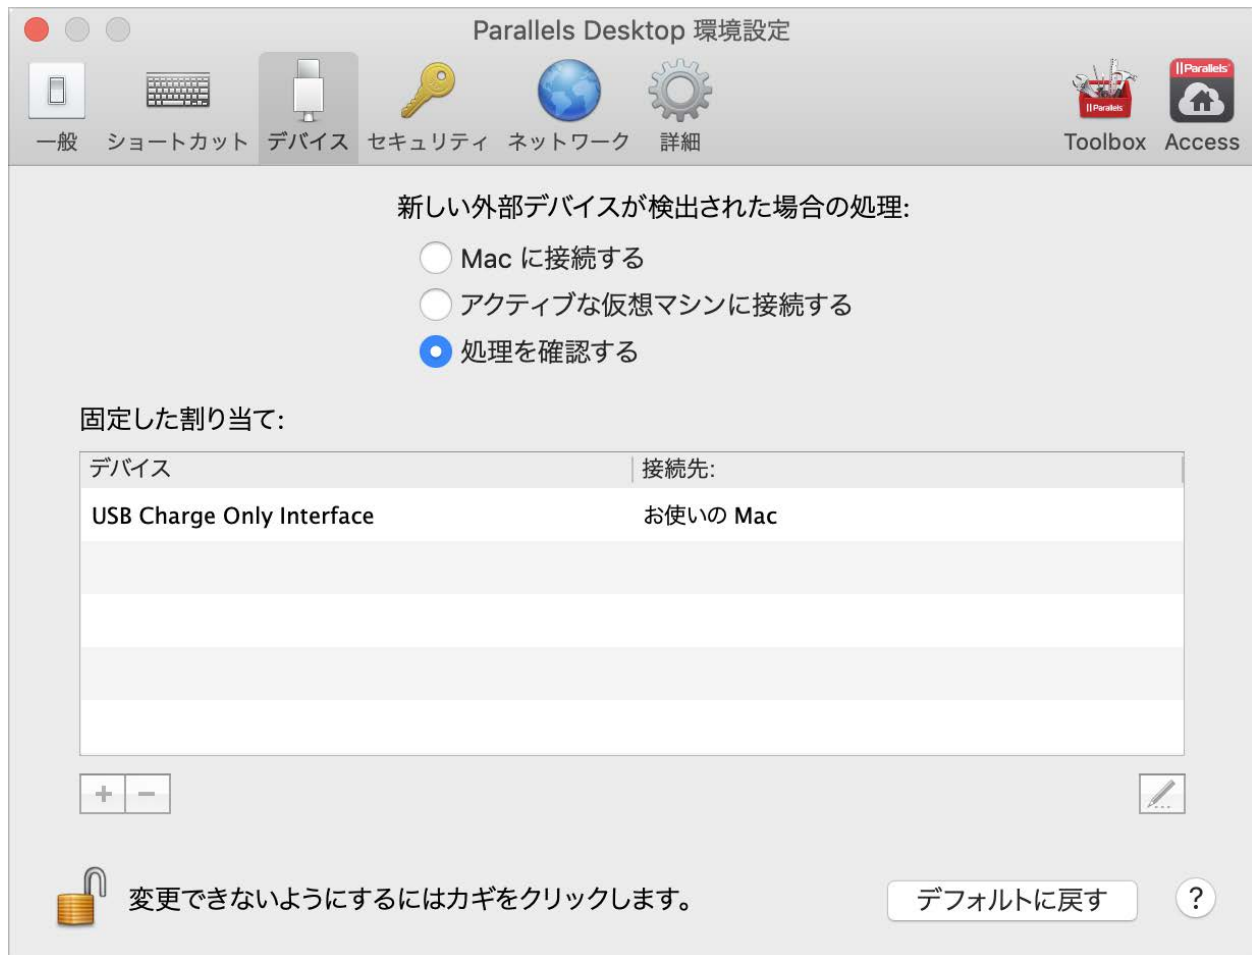 Parallels Desktop 環境設定
||Parallels
||Parallels
一般 ショートカット デバイス セキュリティ ネットワーク 詳細 Toolbox Access
新しい外部デバイスが検出された場合の処理:
Mac に接続する
アクティブな仮想マシンに接続する
処理を確認する
固定した割り当て:
デバイス 接続先:
USB Charge Only Interface お使いの Mac
+ −
変更できないようにするにはカギをクリックします。 デフォルトに戻す ?